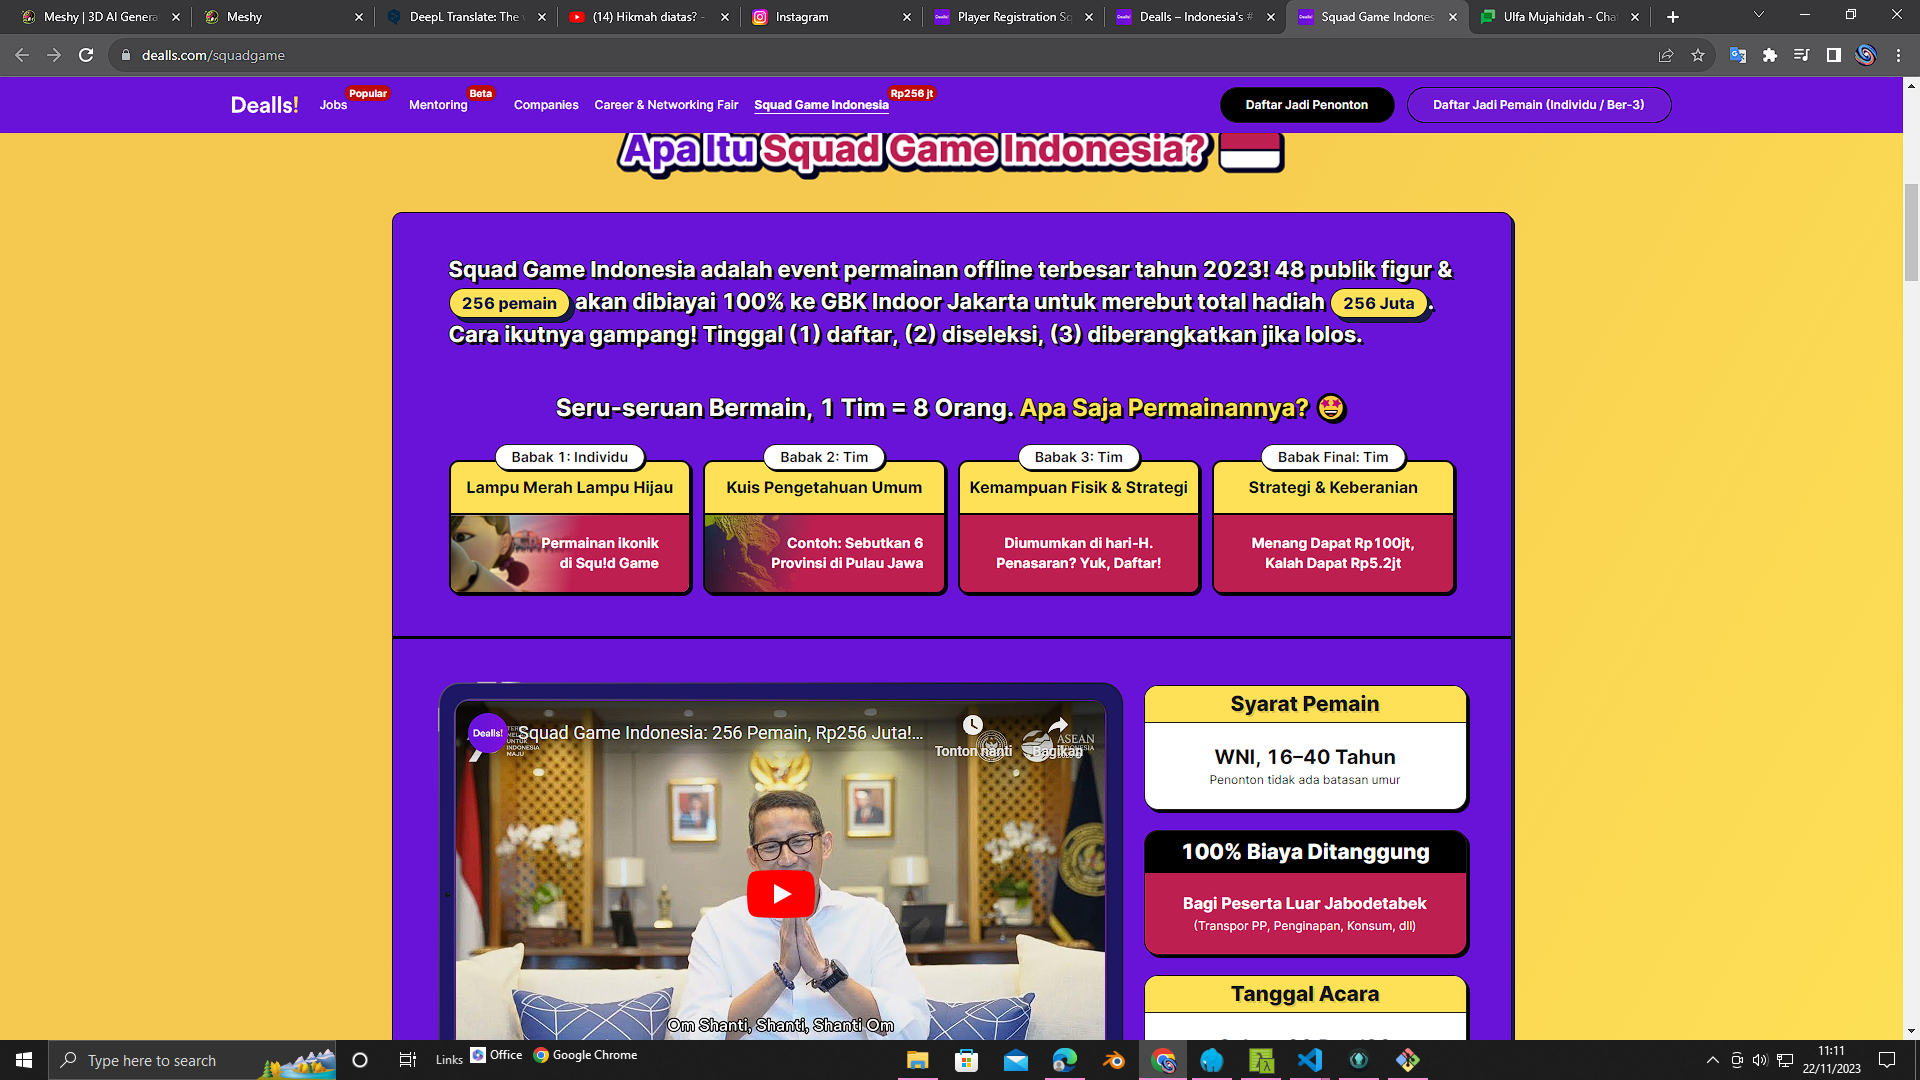 Meshy | 3D AI Genera
Meshy
DeepL Translate: The
(14) Hikmah diatas? -
Instagram
Player Registration Sq
Dealls – Indonesia's #
Squad Game Indones
Ulfa Mujahidah - Cha
dealls.com/squadgame
Dealls!
Jobs
Popular
Mentoring
Beta
Companies
Career & Networking Fair
Squad Game Indonesia
Rp256 jt
Daftar Jadi Penonton
Daftar Jadi Pemain (Individu / Ber-3)
Apa Itu Squad Game Indonesia?
Squad Game Indonesia adalah event permainan offline terbesar tahun 2023! 48 publik figur &
256 pemain akan dibiayai 100% ke GBK Indoor Jakarta untuk merebut total hadiah 256 Juta.
Cara ikutnya gampang! Tinggal (1) daftar, (2) diseleksi, (3) diberangkatkan jika lolos.
Seru-seruan Bermain, 1 Tim = 8 Orang. Apa Saja Permainannya?
Babak 1: Individu
Lampu Merah Lampu Hijau
Permainan ikonik
di Squ!d Game
Babak 2: Tim
Kuis Pengetahuan Umum
Contoh: Sebutkan 6
Provinsi di Pulau Jawa
Babak 3: Tim
Kemampuan Fisik & Strategi
Diumumkan di hari-H.
Penasaran? Yuk, Daftar!
Babak Final: Tim
Strategi & Keberanian
Menang Dapat Rp100jt,
Kalah Dapat Rp5.2jt
Dealls!
Squad Game Indonesia: 256 Pemain, Rp256 Juta!...
UNTUK
INDONESIA
MAJU
Tonton nanti
Bagikan
ASEAN
Om Shanti, Shanti, Shanti Om
Syarat Pemain
WNI, 16–40 Tahun
Penonton tidak ada batasan umur
100% Biaya Ditanggung
Bagi Peserta Luar Jabodetabek
(Transpor PP, Penginapan, Konsum, dll)
Tanggal Acara
Type here to search
Links
Office
Google Chrome
11:11
22/11/2023